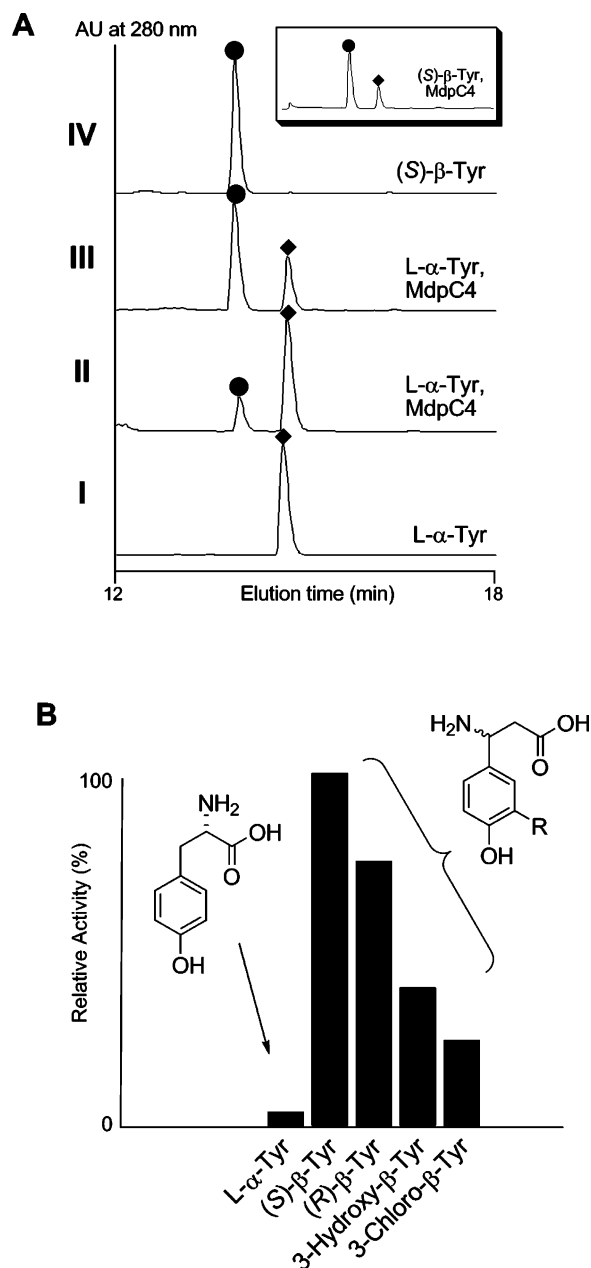 A
AU at 280 nm
(S)-β-Tyr,
MdpC4
IV
(S)-β-Tyr
III
L-α-Tyr,
MdpC4
II
L-α-Tyr,
MdpC4
I
L-α-Tyr
12
Elution time (min)
18
B
H₂N
OH
O
R
OH
100
NH₂
OH
O
OH
Relative Activity (%)
0
L-α-Tyr
(S)-β-Tyr
(R)-β-Tyr
3-Hydroxy-β-Tyr
3-Chloro-β-Tyr